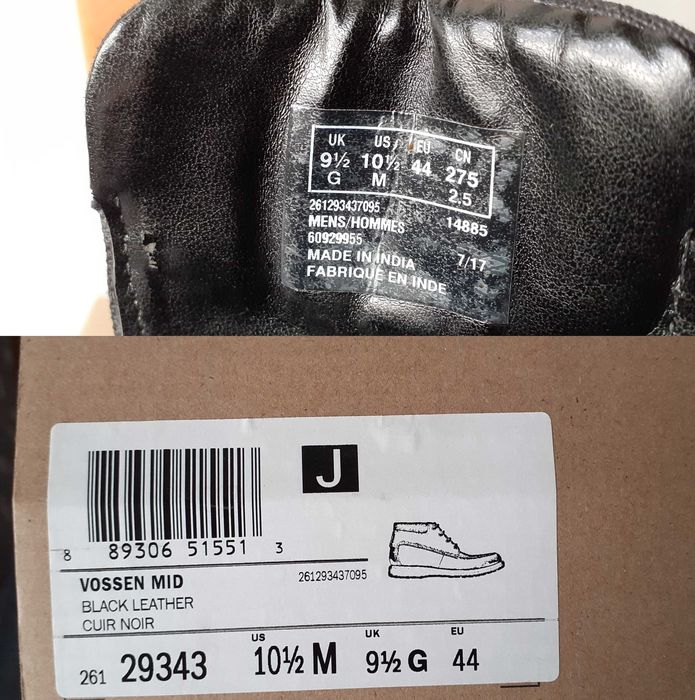 UK US EU CN
9½ 10½ 44 275
G M 2.5
261293437095 14885
MENS/HOMMES
60929955
MADE IN INDIA 7/17
FABRIQUE EN INDE
J
8 89306 51551 3
VOSSEN MID 261293437095
BLACK LEATHER
CUIR NOIR
US UK EU
261 29343 10½ M 9½ G 44